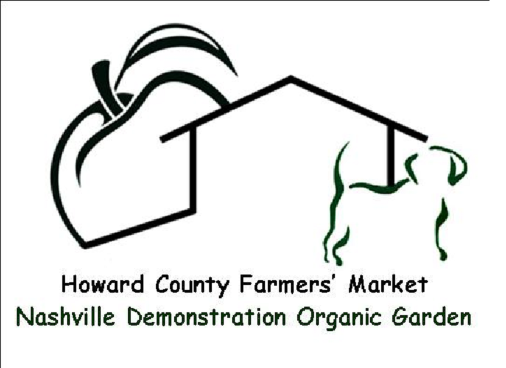 Howard County Farmers' Market
Nashville Demonstration Organic Garden